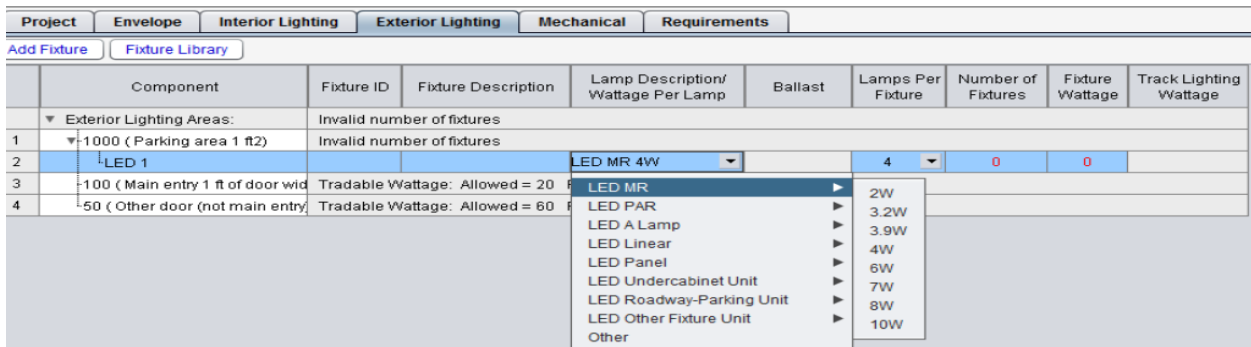 Project Envelope Interior Lighting Exterior Lighting Mechanical Requirements
Add Fixture Fixture Library
Component Fixture ID Fixture Description Lamp Description/ Wattage Per Lamp Ballast Lamps Per Fixture Number of Fixtures Fixture Wattage Track Lighting Wattage
Exterior Lighting Areas: Invalid number of fixtures
1 1000 ( Parking area 1 ft2) Invalid number of fixtures
2 LED 1 LED MR 4W 4 0 0
3 100 ( Main entry 1 ft of door wid Tradable Wattage: Allowed = 20
4 50 ( Other door (not main entry) Tradable Wattage: Allowed = 60
LED MR
LED PAR
LED A Lamp
LED Linear
LED Panel
LED Undercabinet Unit
LED Roadway-Parking Unit
LED Other Fixture Unit
Other
2W
3.2W
3.9W
4W
6W
7W
8W
10W